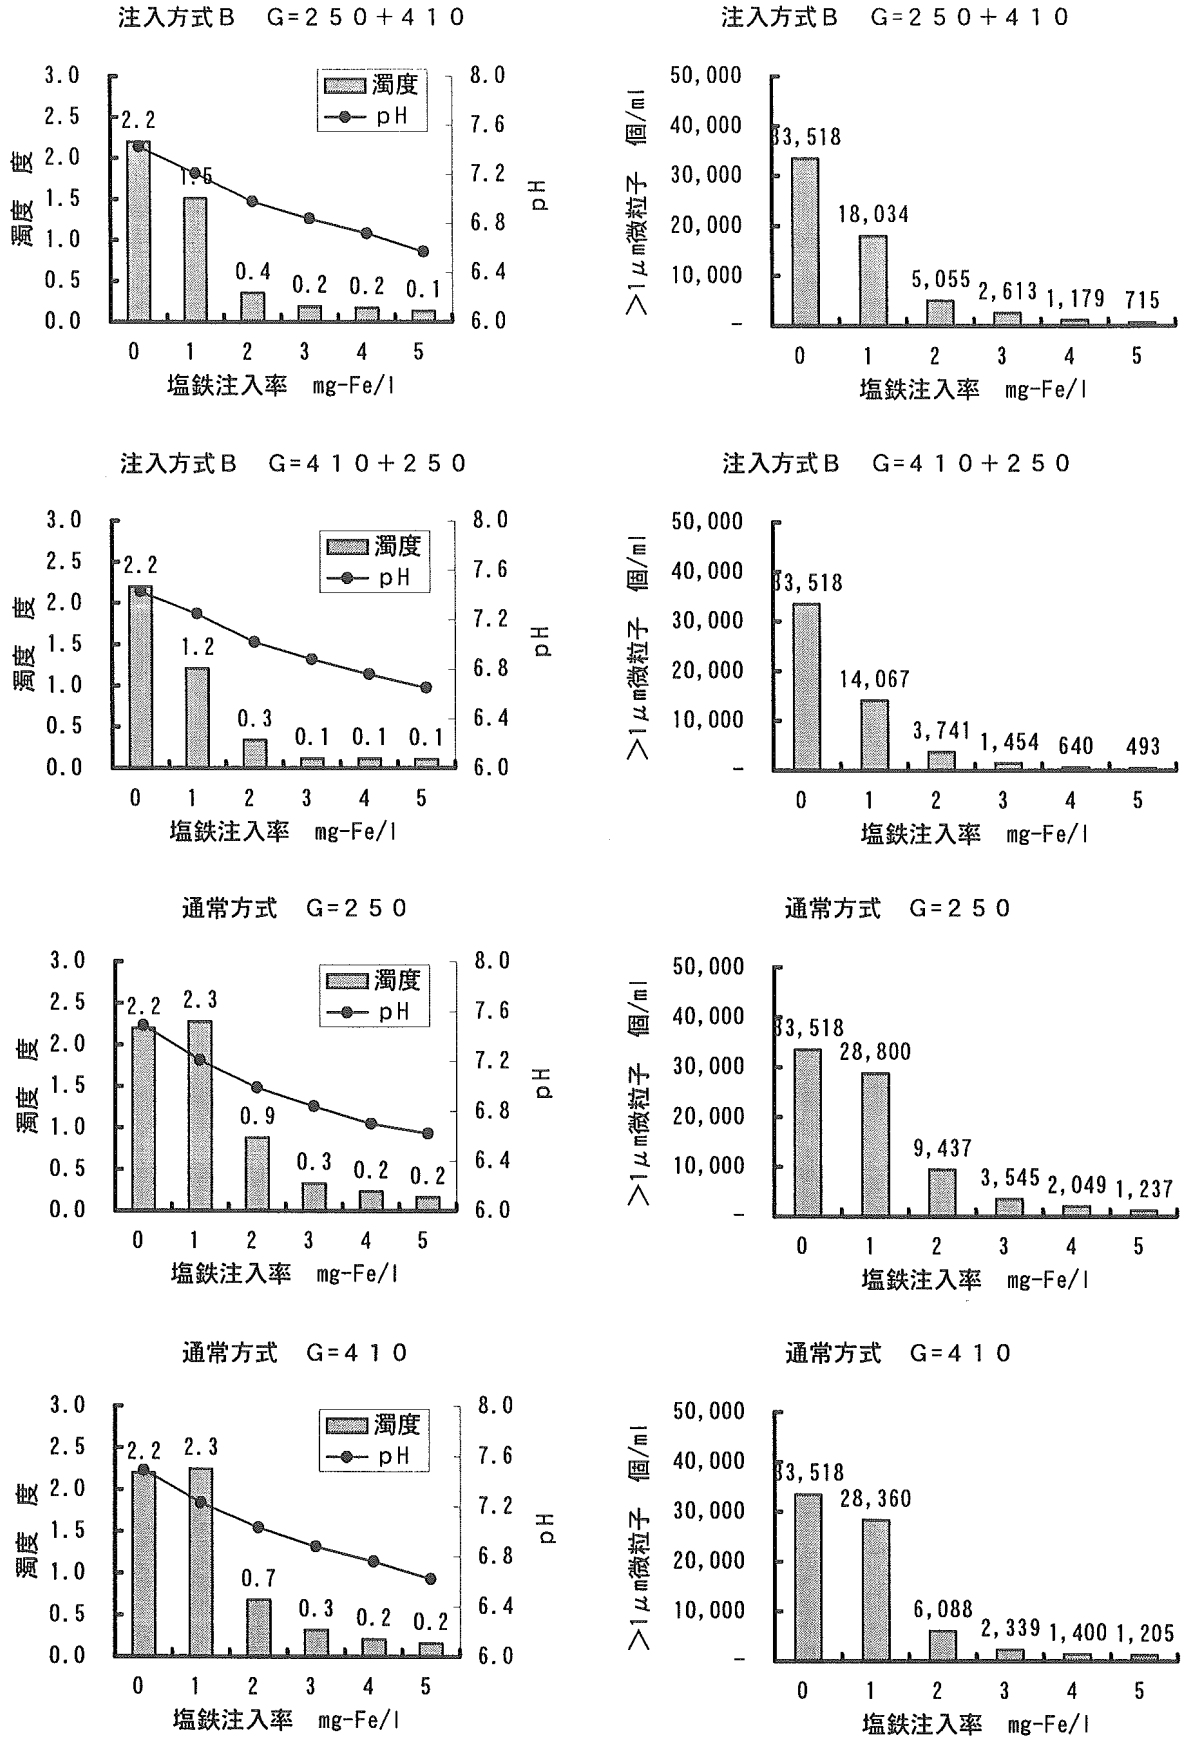 注入方式B　G=250+410
3.0
2.5
2.0
1.5
1.0
0.5
0.0
濁度　度
8.0
7.6
7.2
6.8
6.4
6.0
pH
濁度
pH
2.2
1.5
0.4
0.2
0.2
0.1
0 1 2 3 4 5
塩鉄注入率　mg-Fe/l
注入方式B　G=250+410
50,000
40,000
30,000
20,000
10,000
－
>1μm微粒子　個/ml
33,518
18,034
5,055
2,613
1,179
715
0 1 2 3 4 5
塩鉄注入率　mg-Fe/l
注入方式B　G=410+250
3.0
2.5
2.0
1.5
1.0
0.5
0.0
濁度　度
8.0
7.6
7.2
6.8
6.4
6.0
pH
濁度
pH
2.2
1.2
0.3
0.1
0.1
0.1
0 1 2 3 4 5
塩鉄注入率　mg-Fe/l
注入方式B　G=410+250
50,000
40,000
30,000
20,000
10,000
－
>1μm微粒子　個/ml
33,518
14,067
3,741
1,454
640
493
0 1 2 3 4 5
塩鉄注入率　mg-Fe/l
通常方式　G=250
3.0
2.5
2.0
1.5
1.0
0.5
0.0
濁度　度
8.0
7.6
7.2
6.8
6.4
6.0
pH
濁度
pH
2.2
2.3
0.9
0.3
0.2
0.2
0 1 2 3 4 5
塩鉄注入率　mg-Fe/l
通常方式　G=250
50,000
40,000
30,000
20,000
10,000
－
>1μm微粒子　個/ml
33,518
28,800
9,437
3,545
2,049
1,237
0 1 2 3 4 5
塩鉄注入率　mg-Fe/l
通常方式　G=410
3.0
2.5
2.0
1.5
1.0
0.5
0.0
濁度　度
8.0
7.6
7.2
6.8
6.4
6.0
pH
濁度
pH
2.2
2.3
0.7
0.3
0.2
0.2
0 1 2 3 4 5
塩鉄注入率　mg-Fe/l
通常方式　G=410
50,000
40,000
30,000
20,000
10,000
－
>1μm微粒子　個/ml
33,518
28,360
6,088
2,339
1,400
1,205
0 1 2 3 4 5
塩鉄注入率　mg-Fe/l